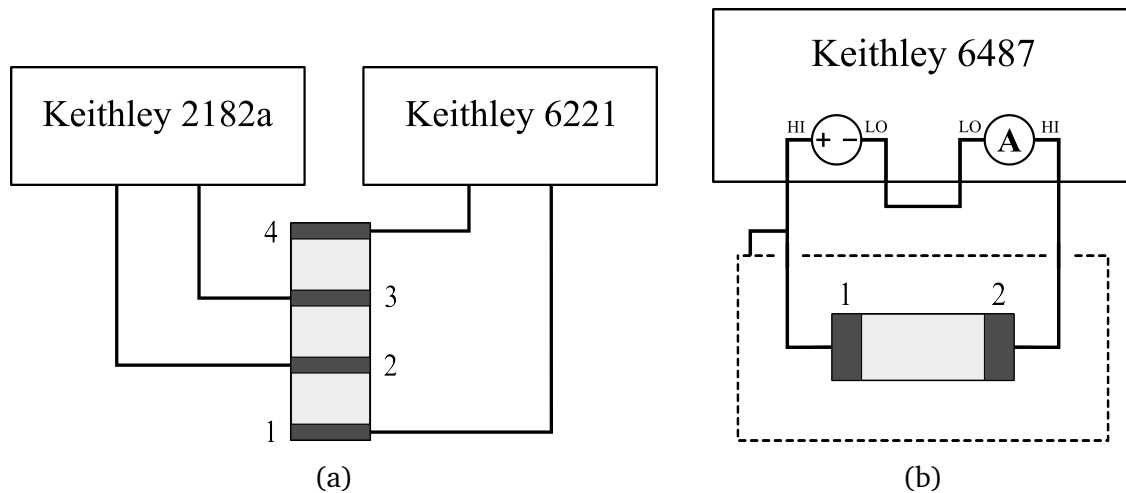 Keithley 2182a
Keithley 6221
4
3
2
1
(a)
Keithley 6487
HI
+ −
LO
LO
A
HI
1
2
(b)